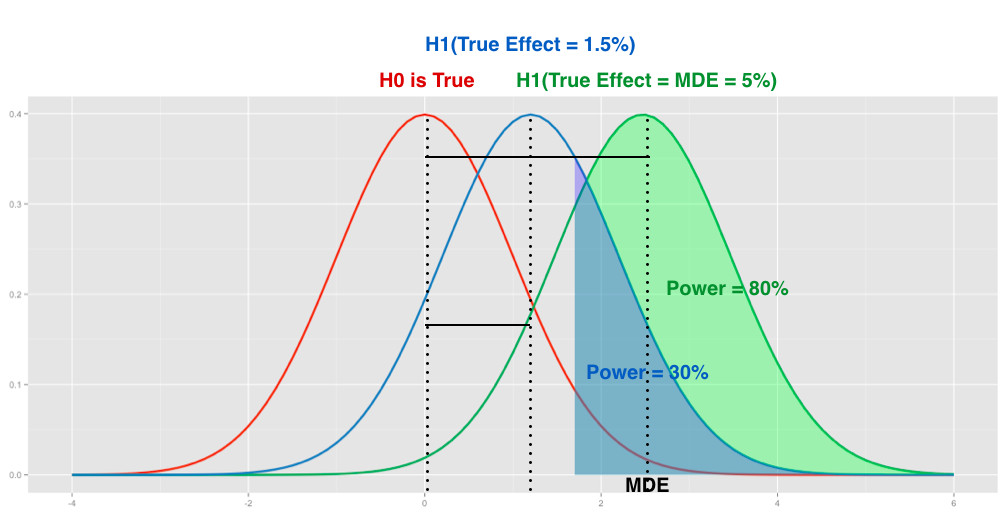 H1(True Effect = 1.5%)
H0 is True
H1(True Effect = MDE = 5%)
0.4
0.3
0.2
0.1
0.0
Power = 80%
Power = 30%
MDE
-4
-2
0
2
4
6